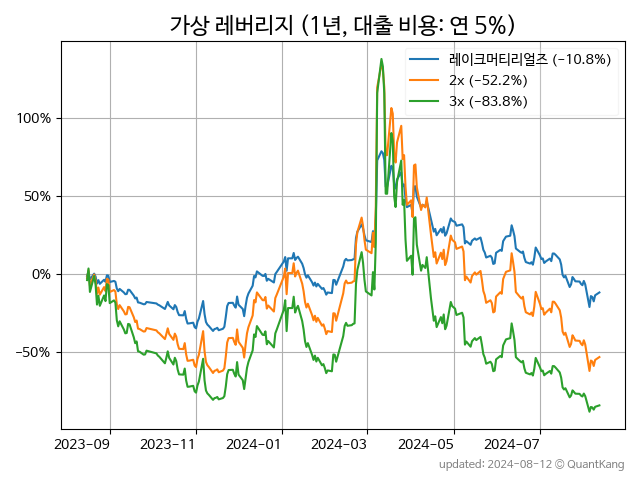 가상 레버리지 (1년, 대출 비용: 연 5%)
레이크머티리얼즈 (−10.8%)
2x (−52.2%)
3x (−83.8%)
100%
50%
0%
−50%
2023-09 2023-11 2024-01 2024-03 2024-05 2024-07
updated: 2024-08-12 © QuantKang